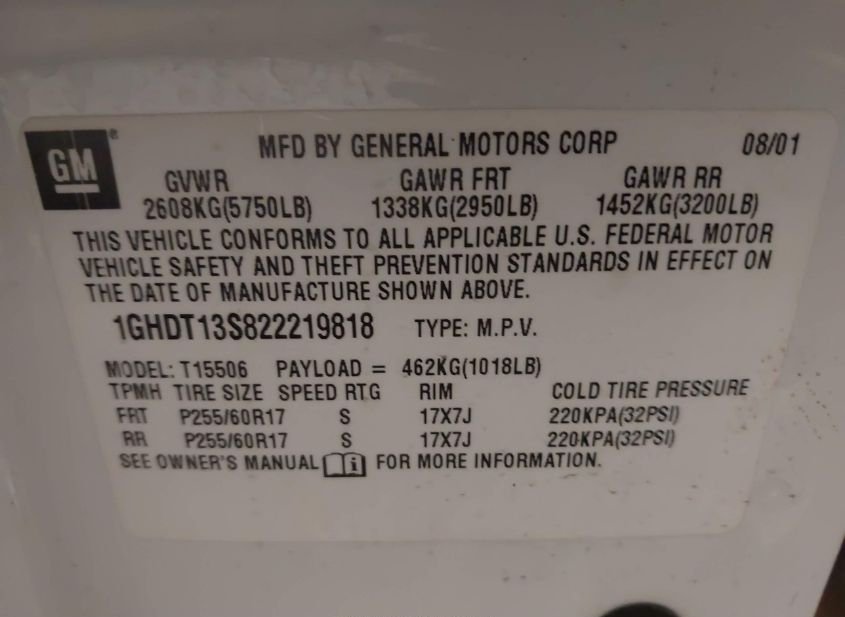 GM® MFD BY GENERAL MOTORS CORP 08/01
GVWR GAWR FRT GAWR RR
2608KG(5750LB) 1338KG(2950LB) 1452KG(3200LB)
THIS VEHICLE CONFORMS TO ALL APPLICABLE U.S. FEDERAL MOTOR
VEHICLE SAFETY AND THEFT PREVENTION STANDARDS IN EFFECT ON
THE DATE OF MANUFACTURE SHOWN ABOVE.
1GHDT13S822219818 TYPE: M.P.V.
MODEL: T15506 PAYLOAD = 462KG(1018LB)
TPMH TIRE SIZE SPEED RTG RIM COLD TIRE PRESSURE
FRT P255/60R17 S 17X7J 220KPA(32PSI)
RR P255/60R17 S 17X7J 220KPA(32PSI)
SEE OWNER'S MANUAL i FOR MORE INFORMATION.